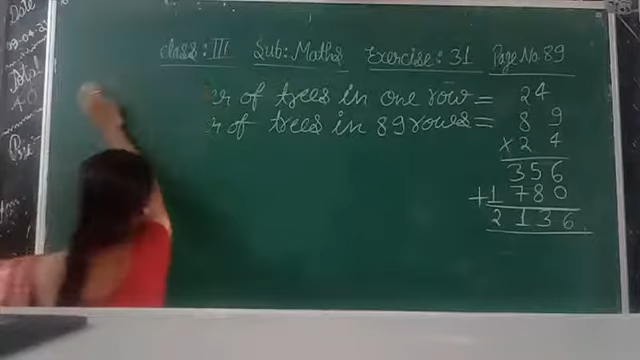 Date
Class: III Sub: Maths Exercise: 31 Page No. 89
er of trees in one row = 24
r of trees in 89 rows = 89
× 24
356
+1780
2136